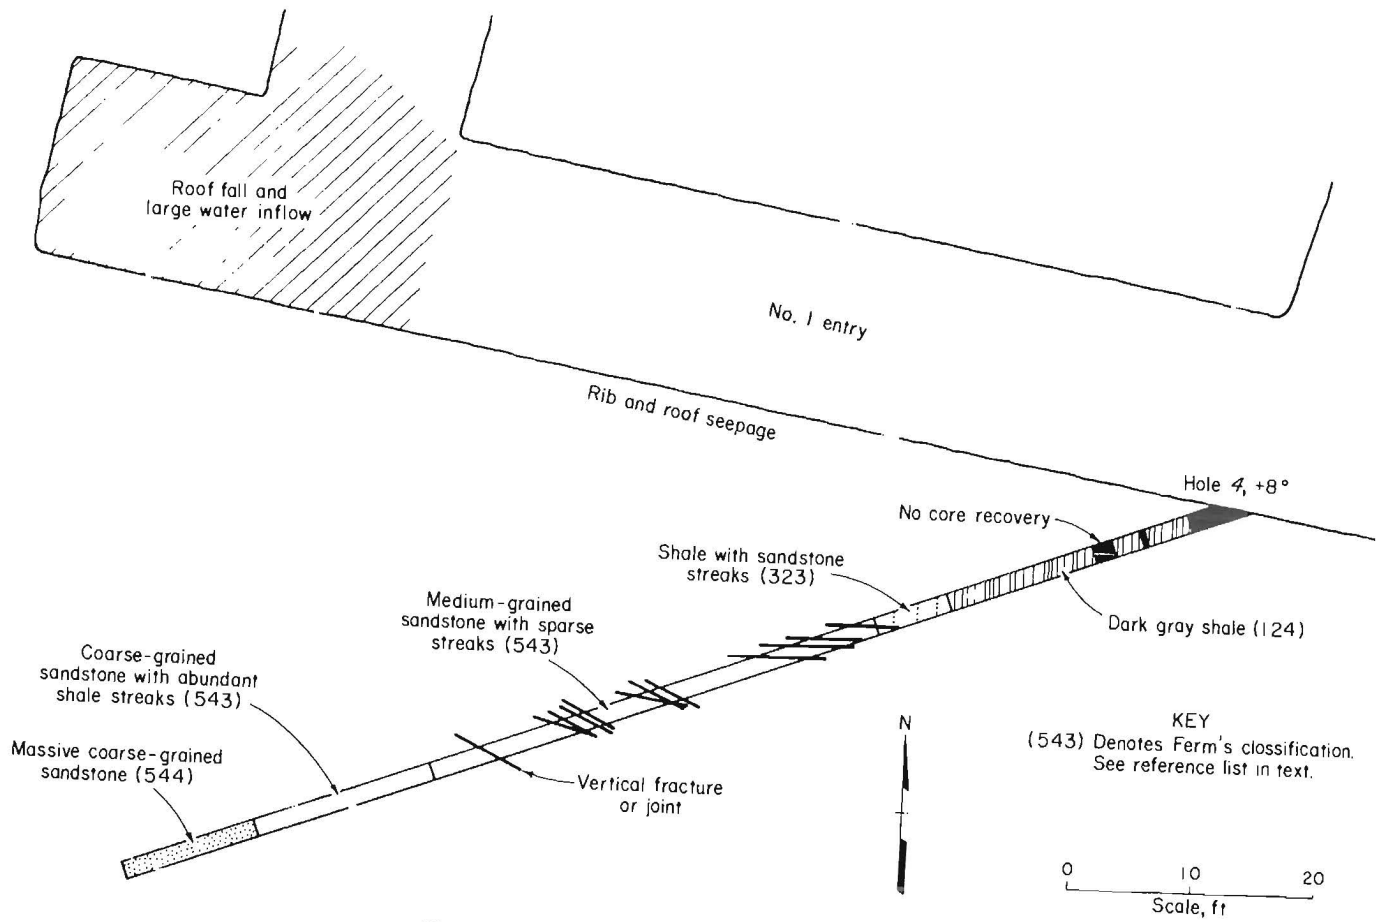 Roof fall and
large water inflow
No. 1 entry
Rib and roof seepage
Hole 4, +8°
No core recovery
Shale with sandstone
streaks (323)
Dark gray shale (124)
Medium-grained
sandstone with sparse
streaks (543)
Coarse-grained
sandstone with abundant
shale streaks (543)
Massive coarse-grained
sandstone (544)
Vertical fracture
or joint
N
KEY
(543) Denotes Ferm's clossification.
See reference list in text.
0 10 20
Scale, ft